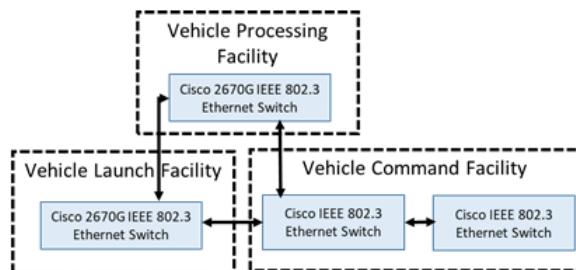 Vehicle Processing
Facility
Cisco 2670G IEEE 802.3
Ethernet Switch
Vehicle Launch Facility
Cisco 2670G IEEE 802.3
Ethernet Switch
Vehicle Command Facility
Cisco IEEE 802.3
Ethernet Switch
Cisco IEEE 802.3
Ethernet Switch